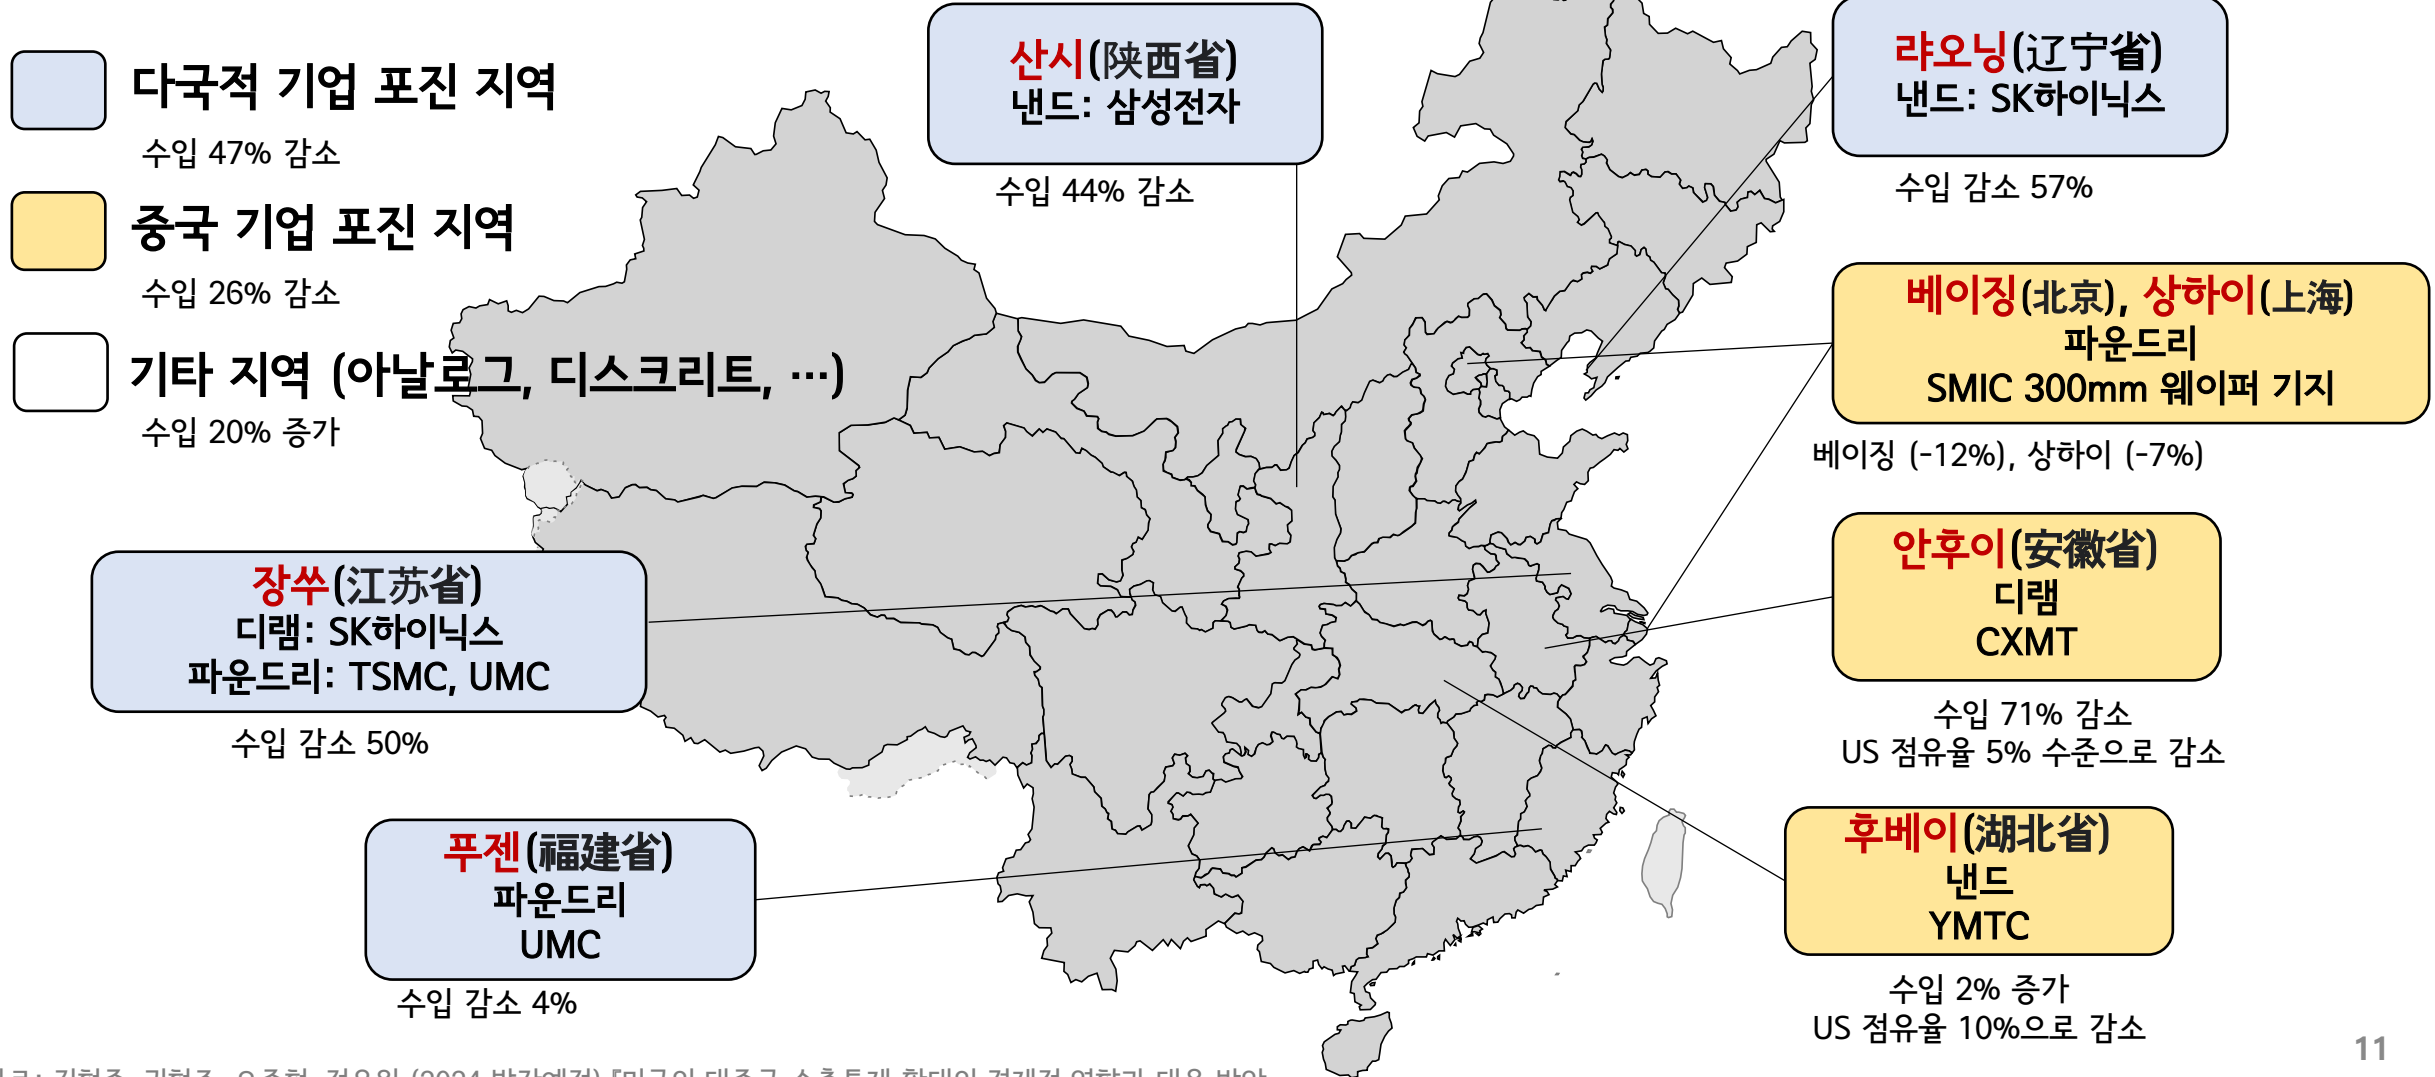 다국적 기업 포진 지역
수입 47% 감소
중국 기업 포진 지역
수입 26% 감소
기타 지역 (아날로그, 디스크리트, …)
수입 20% 증가
산시(陕西省)
낸드: 삼성전자
수입 44% 감소
랴오닝(辽宁省)
낸드: SK하이닉스
수입 감소 57%
베이징(北京), 상하이(上海)
파운드리
SMIC 300mm 웨이퍼 기지
베이징 (-12%), 상하이 (-7%)
장쑤(江苏省)
디램: SK하이닉스
파운드리: TSMC, UMC
수입 감소 50%
안후이(安徽省)
디램
CXMT
수입 71% 감소
US 점유율 5% 수준으로 감소
푸젠(福建省)
파운드리
UMC
수입 감소 4%
후베이(湖北省)
낸드
YMTC
수입 2% 증가
US 점유율 10%으로 감소
11